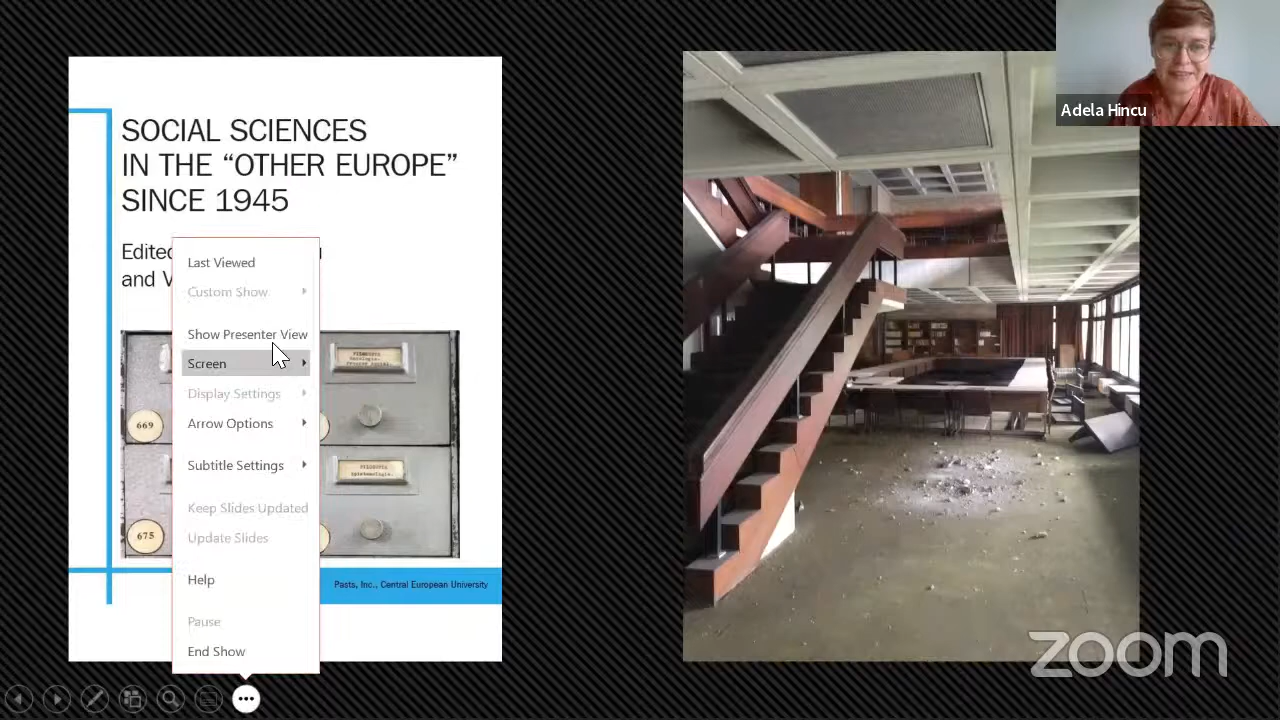 SOCIAL SCIENCES
IN THE “OTHER EUROPE”
SINCE 1945
Edited
and V
Last Viewed
Custom Show
Show Presenter View
Screen
Display Settings
Arrow Options
Subtitle Settings
Keep Slides Updated
Update Slides
Help
Pause
End Show
669
675
Pasts, Inc., Central European University
Adela Hincu
zoom